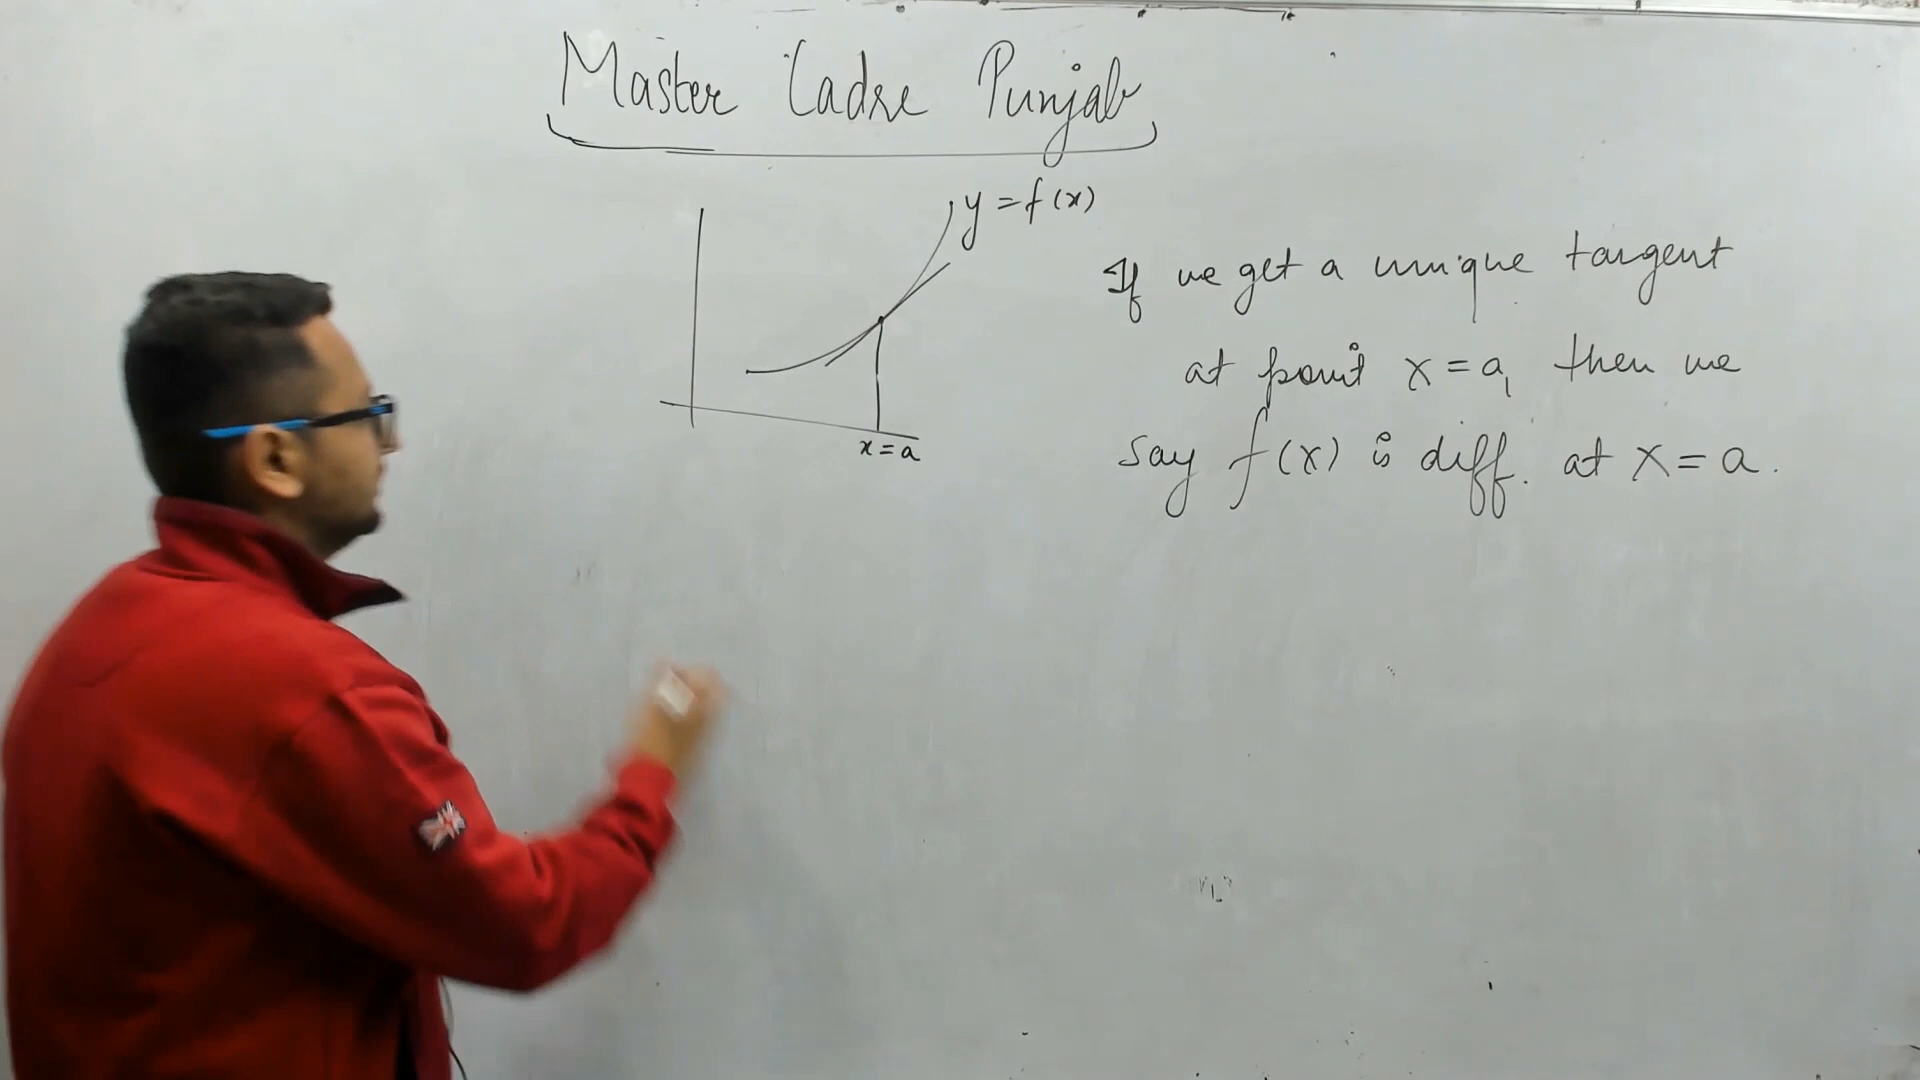 Master Cadre Punjab
y = f(x)
x = a
If we get a unique tangent
at point x = a, then we
say f(x) is diff. at x = a.